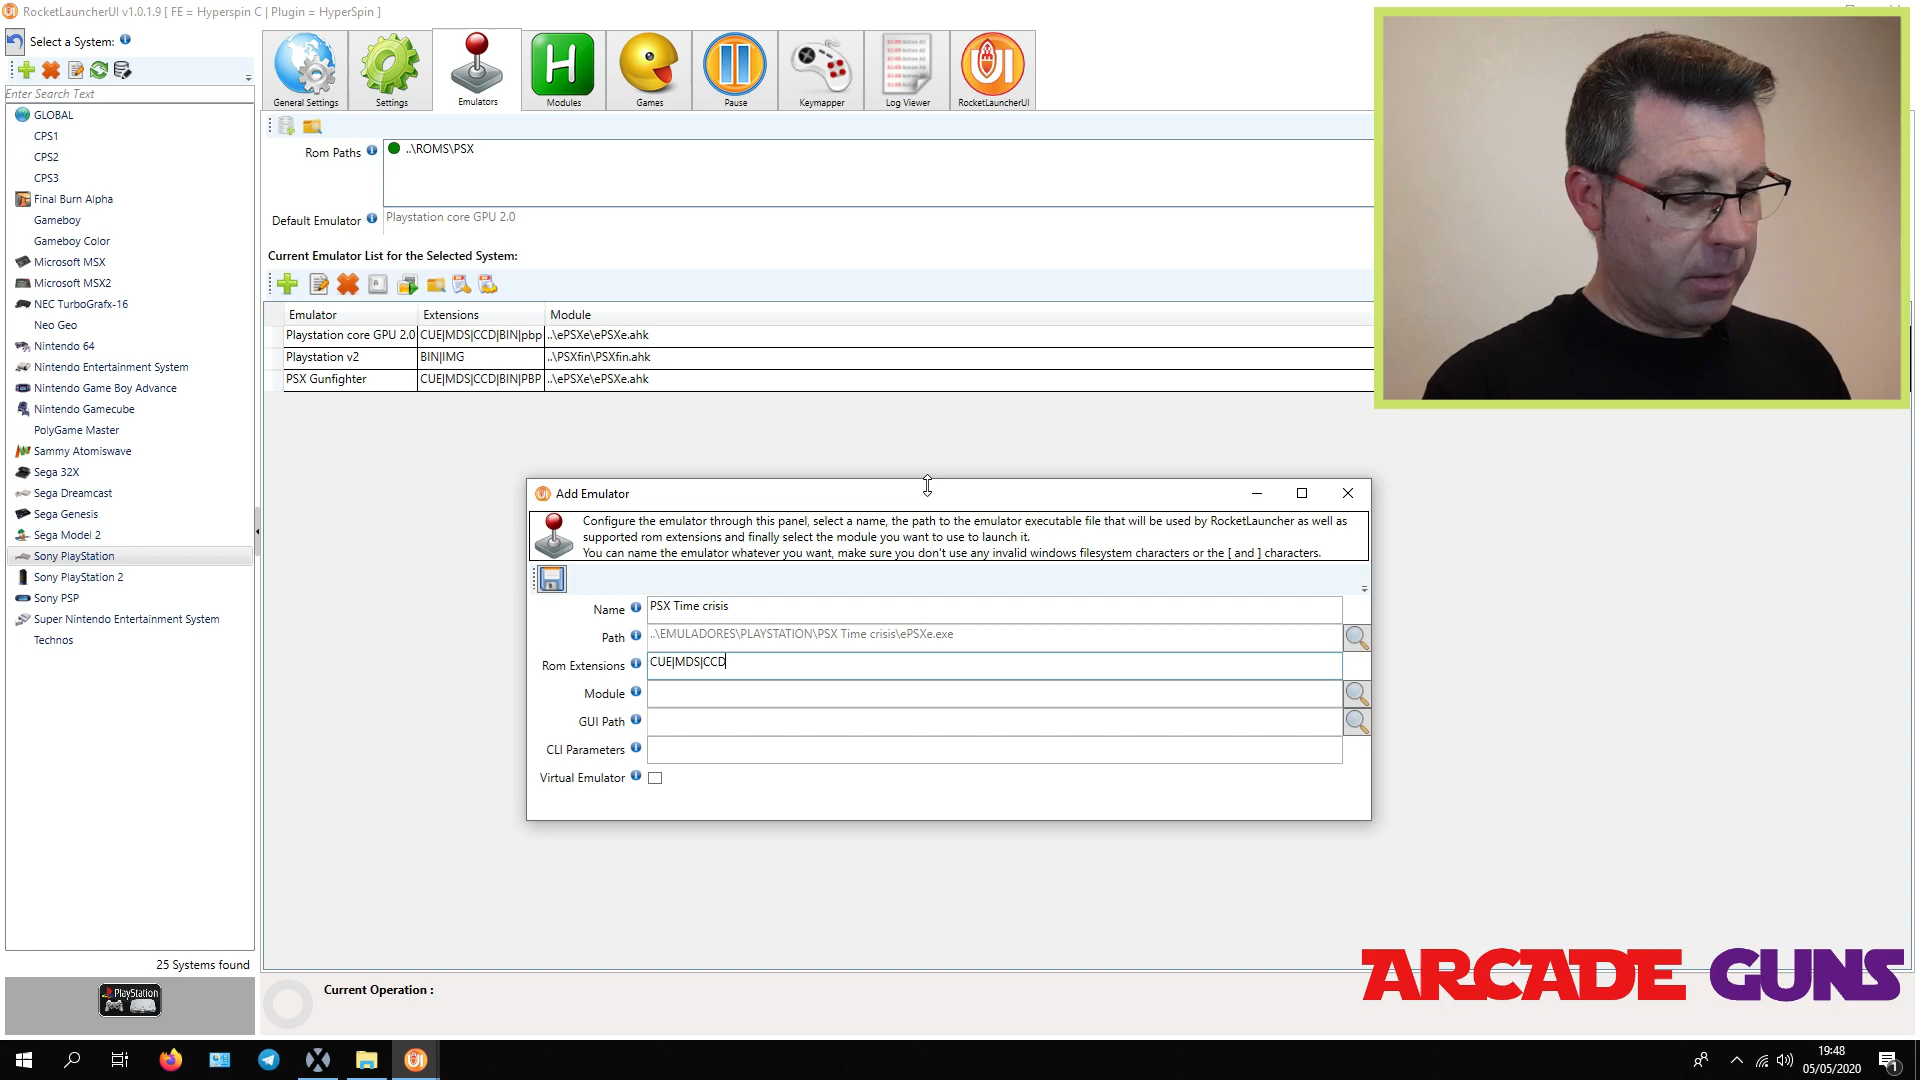 RocketLauncherUI v1.0.1.9 [ FE = Hyperspin C | Plugin = HyperSpin ]
Select a System:
Enter Search Text
GLOBAL
CPS1
CPS2
CPS3
Final Burn Alpha
Gameboy
Gameboy Color
Microsoft MSX
Microsoft MSX2
NEC TurboGrafx-16
Neo Geo
Nintendo 64
Nintendo Entertainment System
Nintendo Game Boy Advance
Nintendo Gamecube
PolyGame Master
Sammy Atomiswave
Sega 32X
Sega Dreamcast
Sega Genesis
Sega Model 2
Sony PlayStation
Sony PlayStation 2
Sony PSP
Super Nintendo Entertainment System
Technos
25 Systems found
PlayStation
General Settings
Settings
Emulators
H
Modules
Games
Pause
Keymapper
Log Viewer
UI
RocketLauncherUI
Rom Paths
..\ROMS\PSX
Default Emulator
Playstation core GPU 2.0
Current Emulator List for the Selected System:
Emulator Extensions Module
Playstation core GPU 2.0 CUE|MDS|CCD|BIN|pbp ..\ePSXe\ePSXe.ahk
Playstation v2 BIN|IMG ..\PSXfin\PSXfin.ahk
PSX Gunfighter CUE|MDS|CCD|BIN|PBP ..\ePSXe\ePSXe.ahk
Add Emulator
Configure the emulator through this panel, select a name, the path to the emulator executable file that will be used by RocketLauncher as well as
supported rom extensions and finally select the module you want to use to launch it.
You can name the emulator whatever you want, make sure you don't use any invalid windows filesystem characters or the [ and ] characters.
Name PSX Time crisis
Path ..\EMULADORES\PLAYSTATION\PSX Time crisis\ePSXe.exe
Rom Extensions CUE|MDS|CCD
Module
GUI Path
CLI Parameters
Virtual Emulator
Current Operation :
ARCADE GUNS
19:48
05/05/2020
1